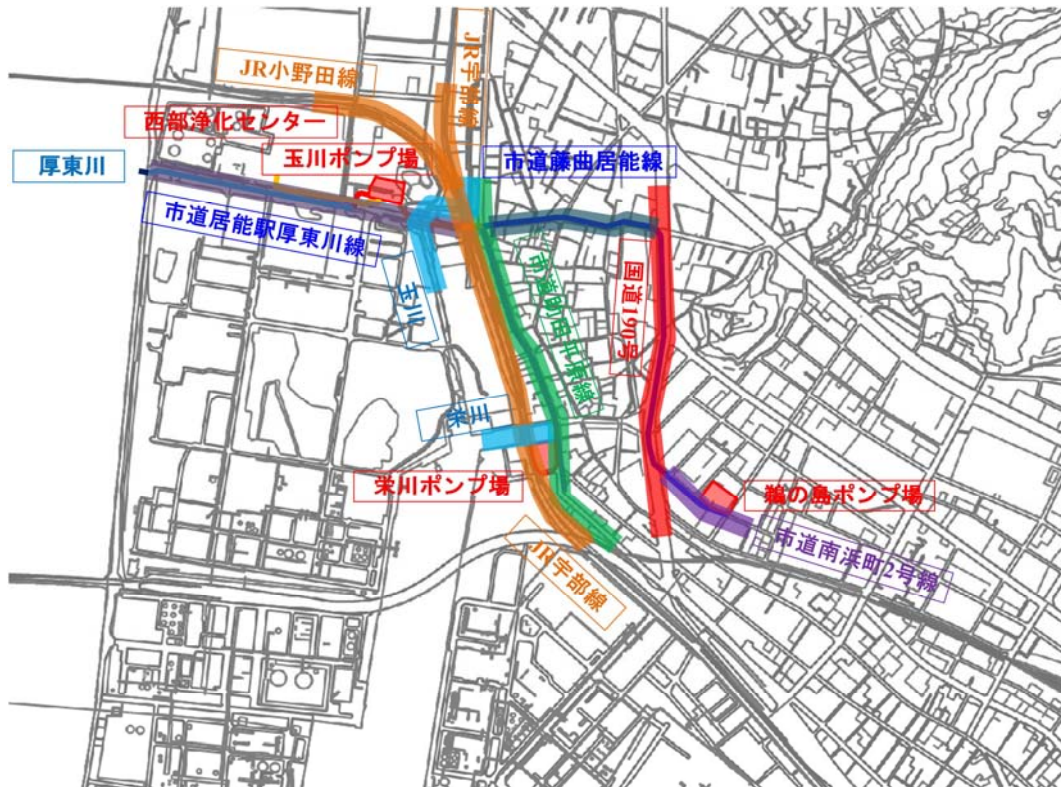 JR小野田線
JR宇部線
西部浄化センター
玉川ポンプ場
市道藤曲居能線
厚東川
市道居能駅厚東川線
玉川
国道190号
栄川
栄川ポンプ場
鵜の島ポンプ場
JR宇部線
市道南浜町2号線